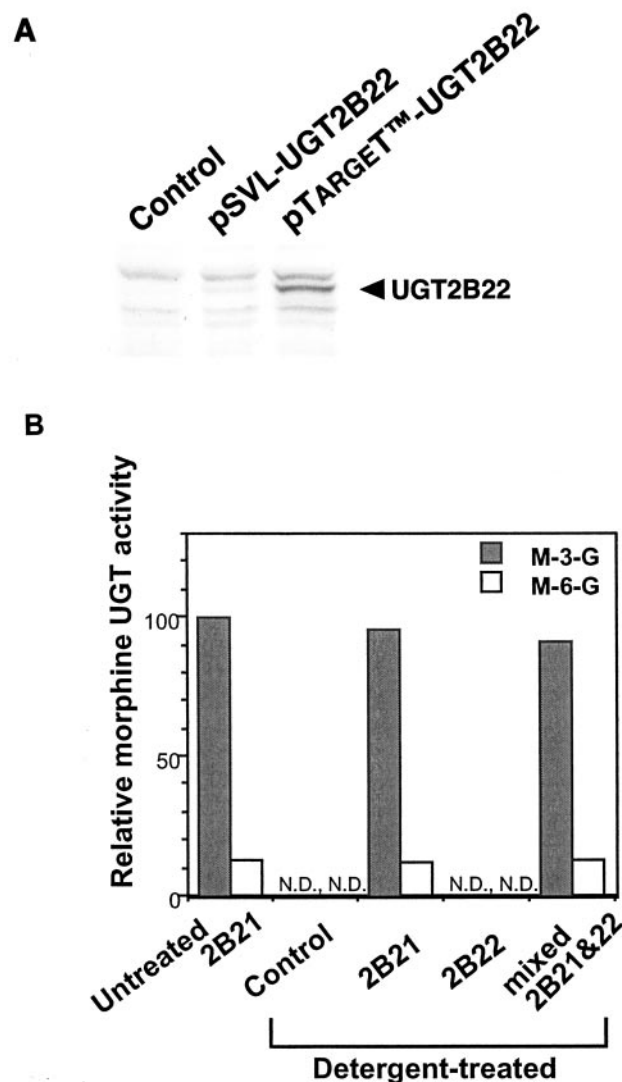 A
Control
pSVL-UGT2B22
pTARGET™-UGT2B22
UGT2B22
B
Relative morphine UGT activity
M-3-G
M-6-G
100
50
0
N.D., N.D.
N.D., N.D.
Untreated
2B21
Control
2B21
2B22
mixed
2B21&22
Detergent-treated